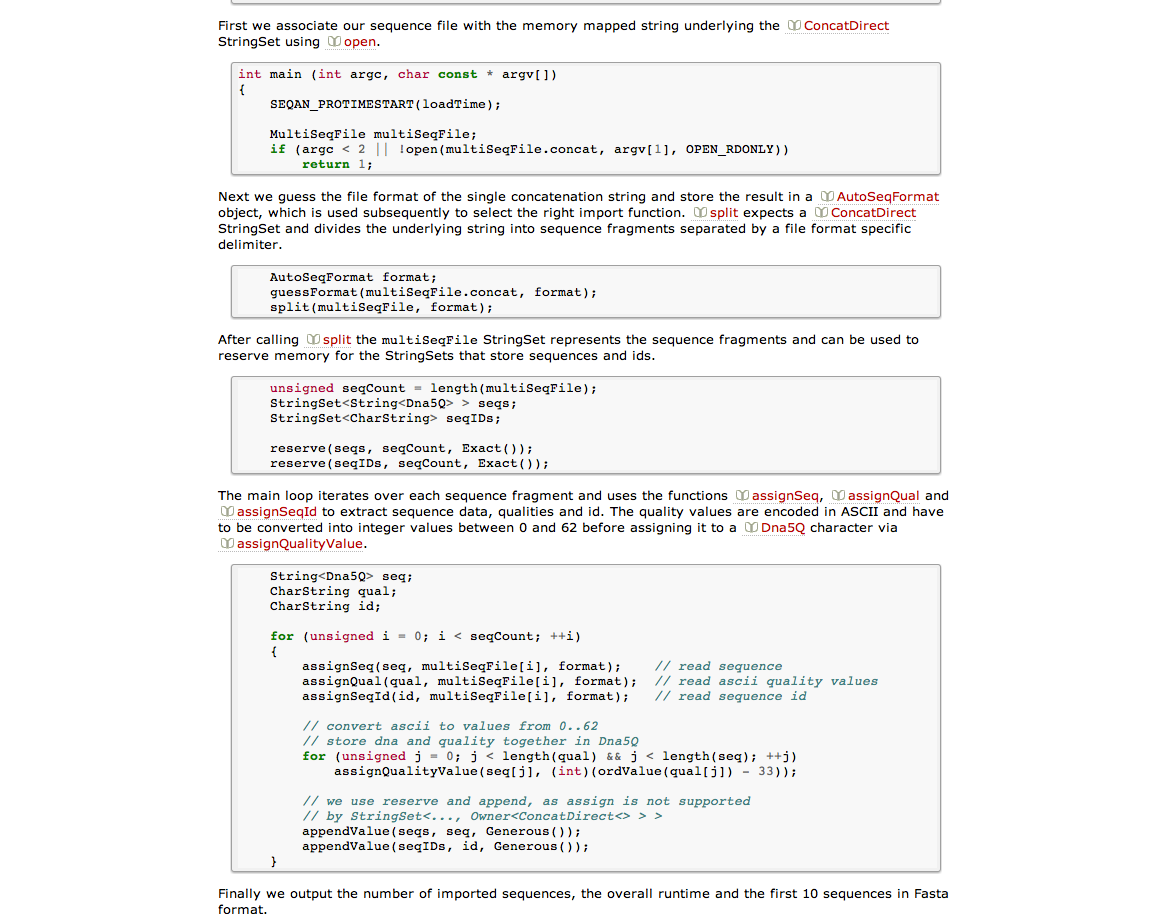 First we associate our sequence file with the memory mapped string underlying the ConcatDirect
StringSet using open.
int main (int argc, char const * argv[])
{
    SEQAN_PROTIMESTART(loadTime);
    MultiSeqFile multiSeqFile;
    if (argc < 2 || !open(multiSeqFile.concat, argv[1], OPEN_RDONLY))
        return 1;
Next we guess the file format of the single concatenation string and store the result in a AutoSeqFormat
object, which is used subsequently to select the right import function. split expects a ConcatDirect
StringSet and divides the underlying string into sequence fragments separated by a file format specific
delimiter.
    AutoSeqFormat format;
    guessFormat(multiSeqFile.concat, format);
    split(multiSeqFile, format);
After calling split the multiSeqFile StringSet represents the sequence fragments and can be used to
reserve memory for the StringSets that store sequences and ids.
    unsigned seqCount = length(multiSeqFile);
    StringSet<String<Dna5Q> > seqs;
    StringSet<CharString> seqIDs;
    reserve(seqs, seqCount, Exact());
    reserve(seqIDs, seqCount, Exact());
The main loop iterates over each sequence fragment and uses the functions assignSeq, assignQual and
assignSeqId to extract sequence data, qualities and id. The quality values are encoded in ASCII and have
to be converted into integer values between 0 and 62 before assigning it to a Dna5Q character via
assignQualityValue.
    String<Dna5Q> seq;
    CharString qual;
    CharString id;
    for (unsigned i = 0; i < seqCount; ++i)
    {
        assignSeq(seq, multiSeqFile[i], format);    // read sequence
        assignQual(qual, multiSeqFile[i], format);  // read ascii quality values
        assignSeqId(id, multiSeqFile[i], format);   // read sequence id
        // convert ascii to values from 0..62
        // store dna and quality together in Dna5Q
        for (unsigned j = 0; j < length(qual) && j < length(seq); ++j)
            assignQualityValue(seq[j], (int)(ordValue(qual[j]) - 33));
        // we use reserve and append, as assign is not supported
        // by StringSet<..., Owner<ConcatDirect<> > >
        appendValue(seqs, seq, Generous());
        appendValue(seqIDs, id, Generous());
    }
Finally we output the number of imported sequences, the overall runtime and the first 10 sequences in Fasta
format.